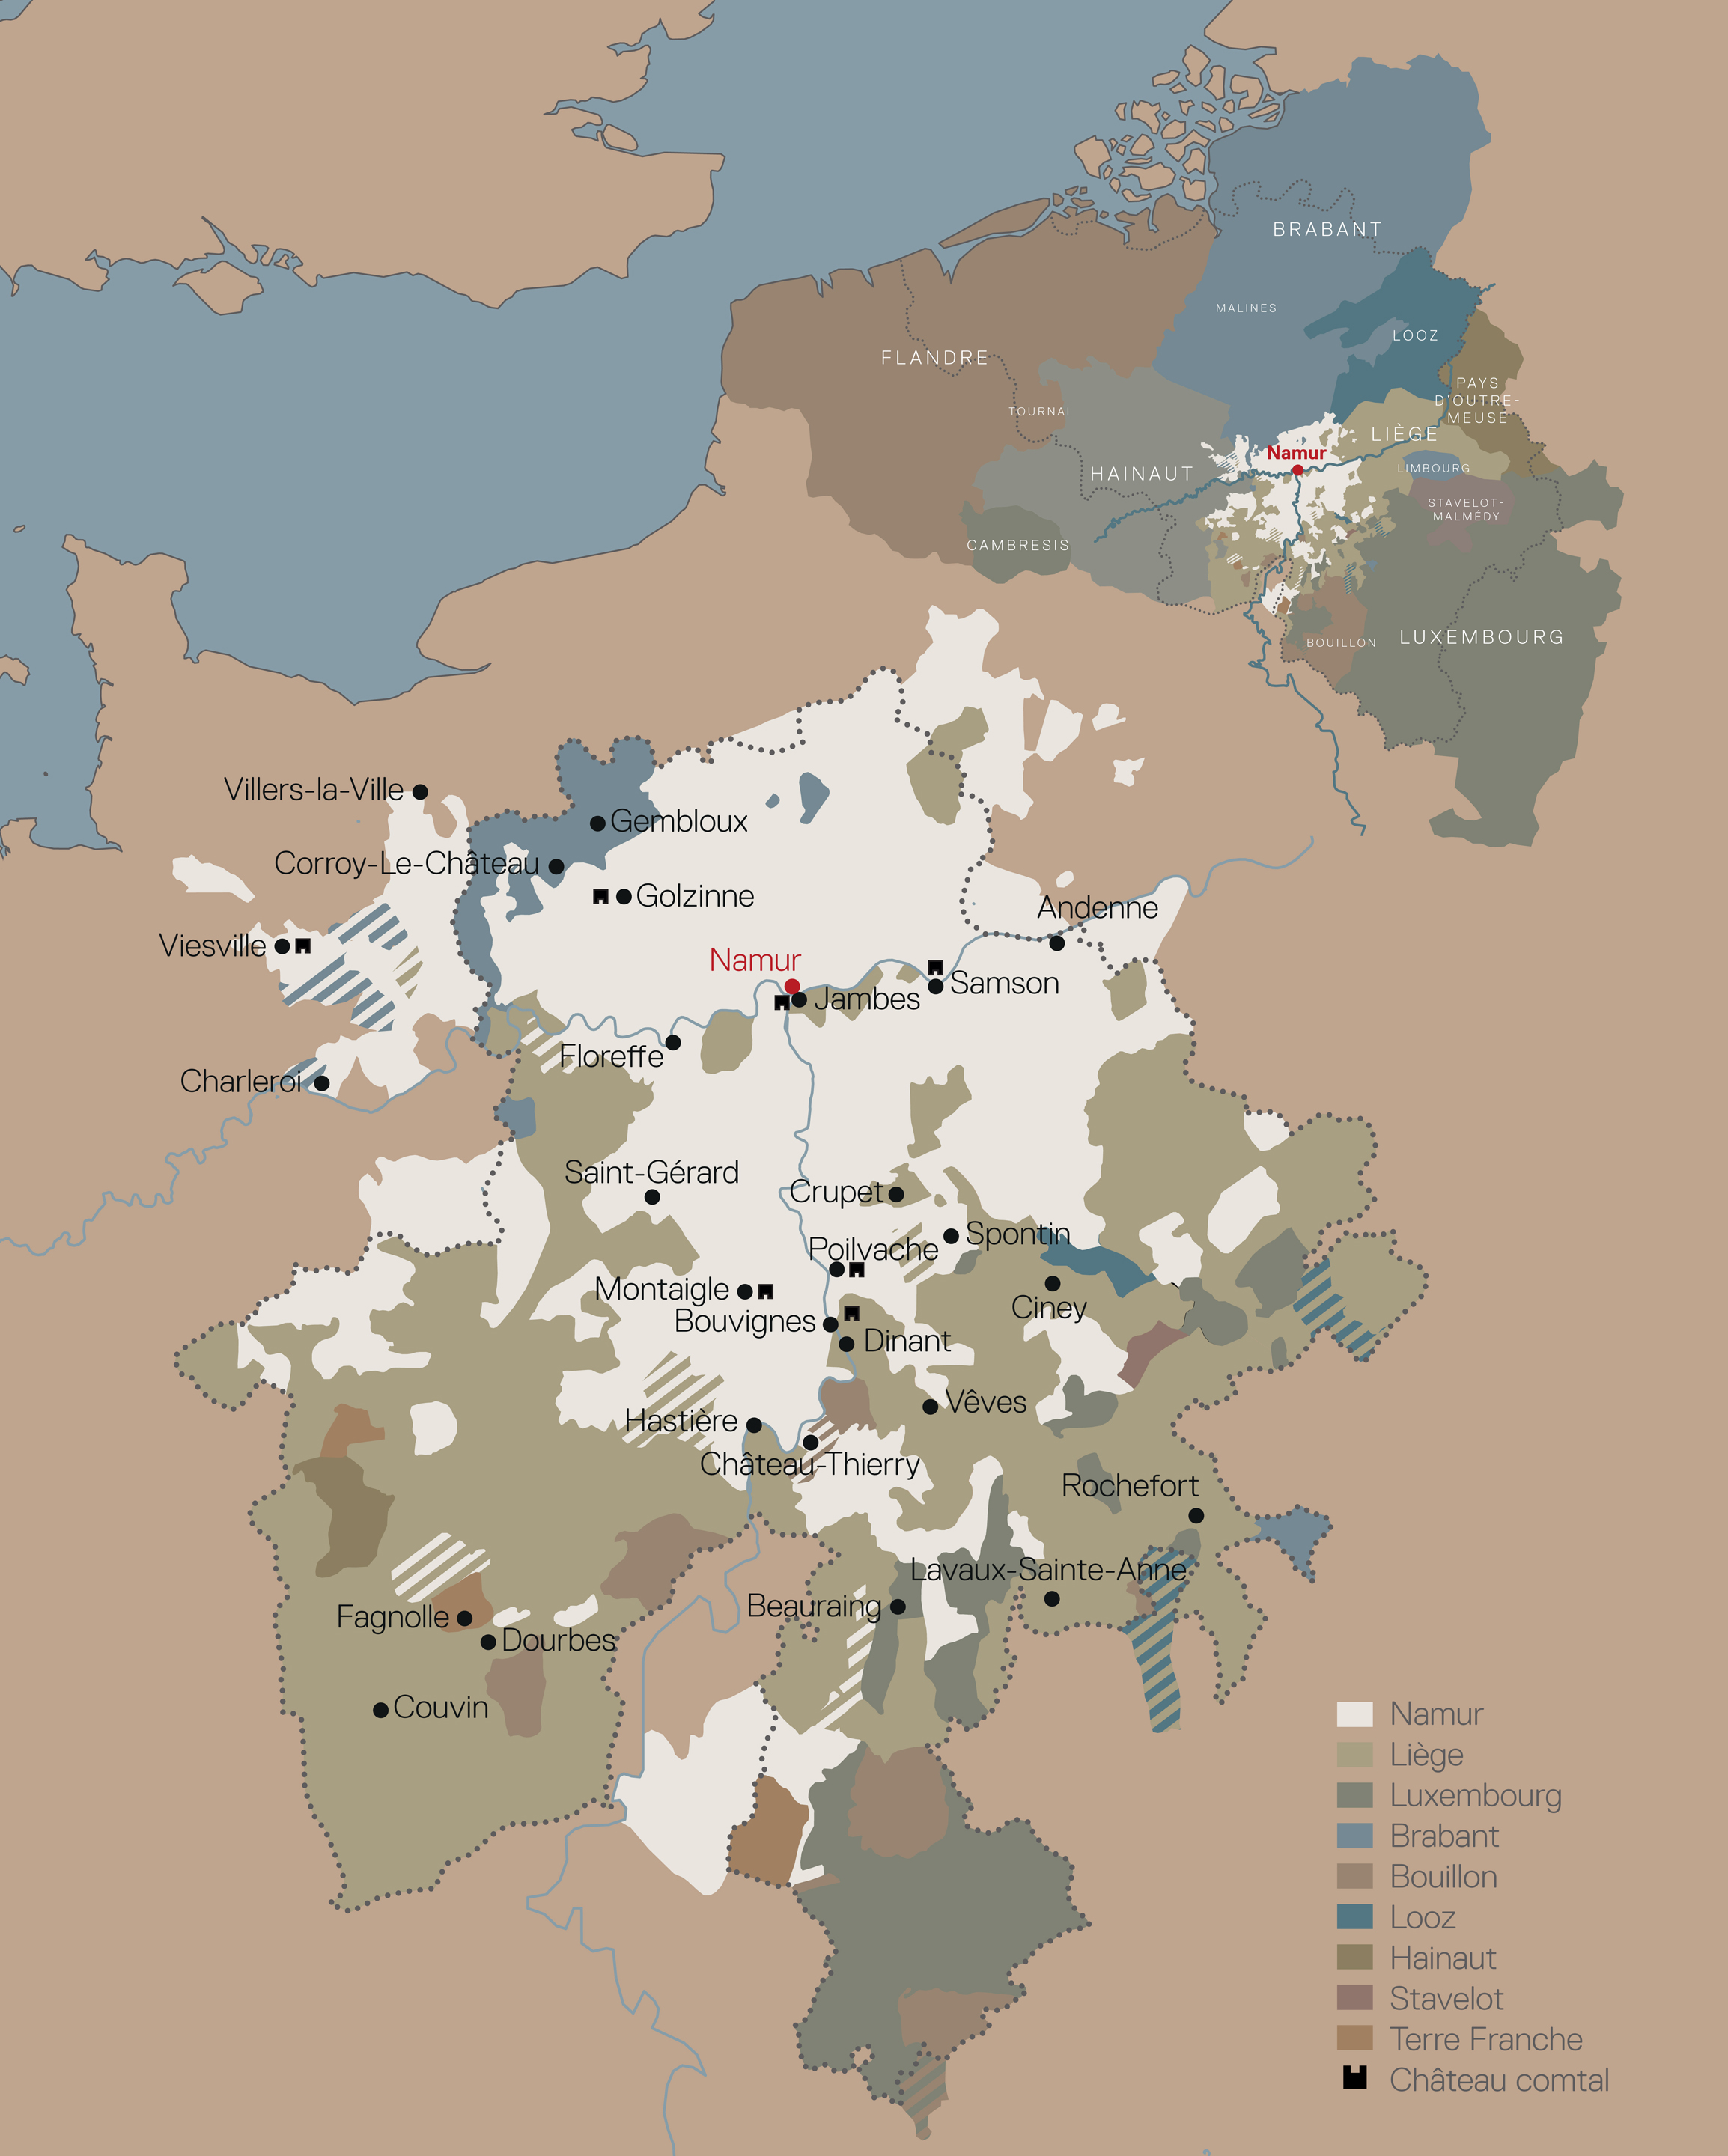 BRABANT
MALINES
LOOZ
FLANDRE
PAYS
D'OUTRE-
MEUSE
TOURNAI
LIÈGE
Namur
LIMBOURG
HAINAUT
STAVELOT-
MALMÉDY
CAMBRESIS
LUXEMBOURG
BOUILLON
Villers-la-Ville
Gembloux
Corroy-Le-Château
Golzinne
Andenne
Viesville
Namur
Samson
Jambes
Floreffe
Charleroi
Saint-Gérard
Crupet
Spontin
Poilvache
Montaigle
Ciney
Bouvignes
Dinant
Vêves
Hastière
Château-Thierry
Rochefort
Lavaux-Sainte-Anne
Beauraing
Fagnolle
Dourbes
Couvin
Namur
Liège
Luxembourg
Brabant
Bouillon
Looz
Hainaut
Stavelot
Terre Franche
Château comtal